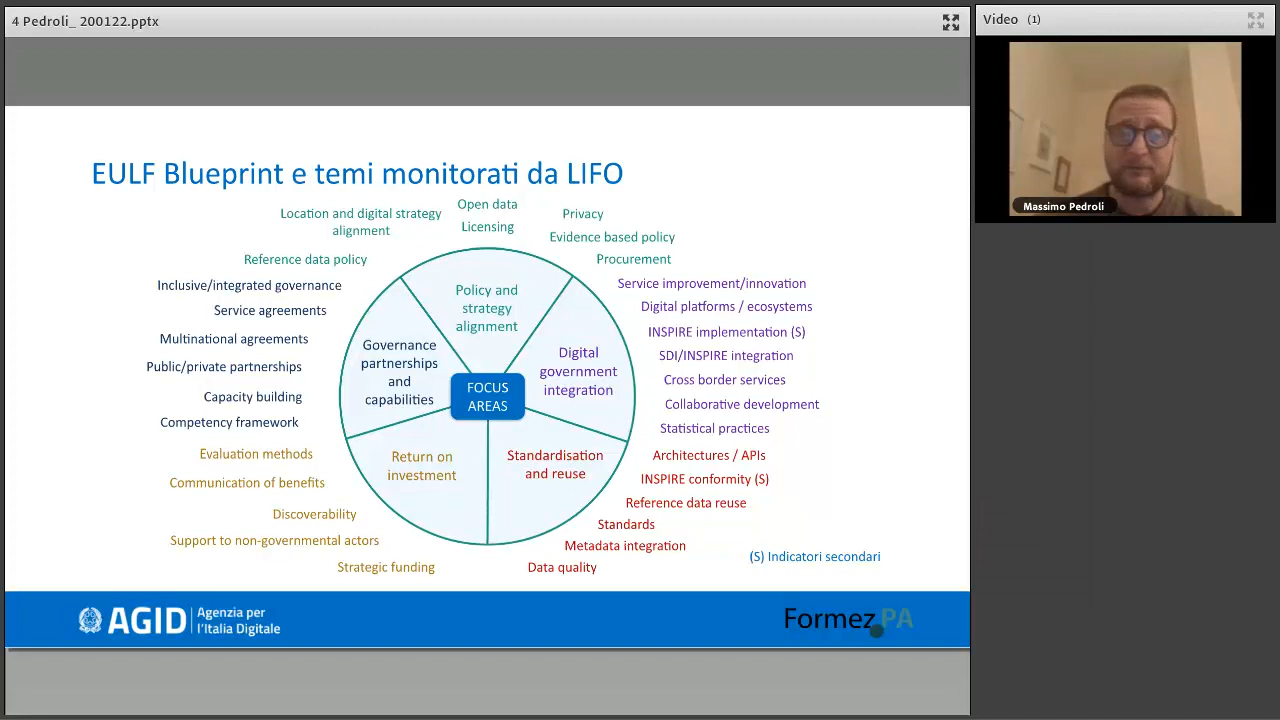 4 Pedroli_ 200122.pptx
Video (1)
Massimo Pedroli
EULF Blueprint e temi monitorati da LIFO
Location and digital strategy
alignment
Reference data policy
Open data
Licensing
Privacy
Evidence based policy
Procurement
Inclusive/integrated governance
Service agreements
Multinational agreements
Public/private partnerships
Capacity building
Competency framework
Evaluation methods
Communication of benefits
Discoverability
Support to non-governmental actors
Strategic funding
Policy and
strategy
alignment
Governance
partnerships
and
capabilities
Digital
government
integration
FOCUS
AREAS
Return on
investment
Standardisation
and reuse
Service improvement/innovation
Digital platforms / ecosystems
INSPIRE implementation (S)
SDI/INSPIRE integration
Cross border services
Collaborative development
Statistical practices
Architectures / APIs
INSPIRE conformity (S)
Reference data reuse
Standards
Metadata integration
Data quality
(S) Indicatori secondari
AGID
Agenzia per
l'Italia Digitale
Formez PA